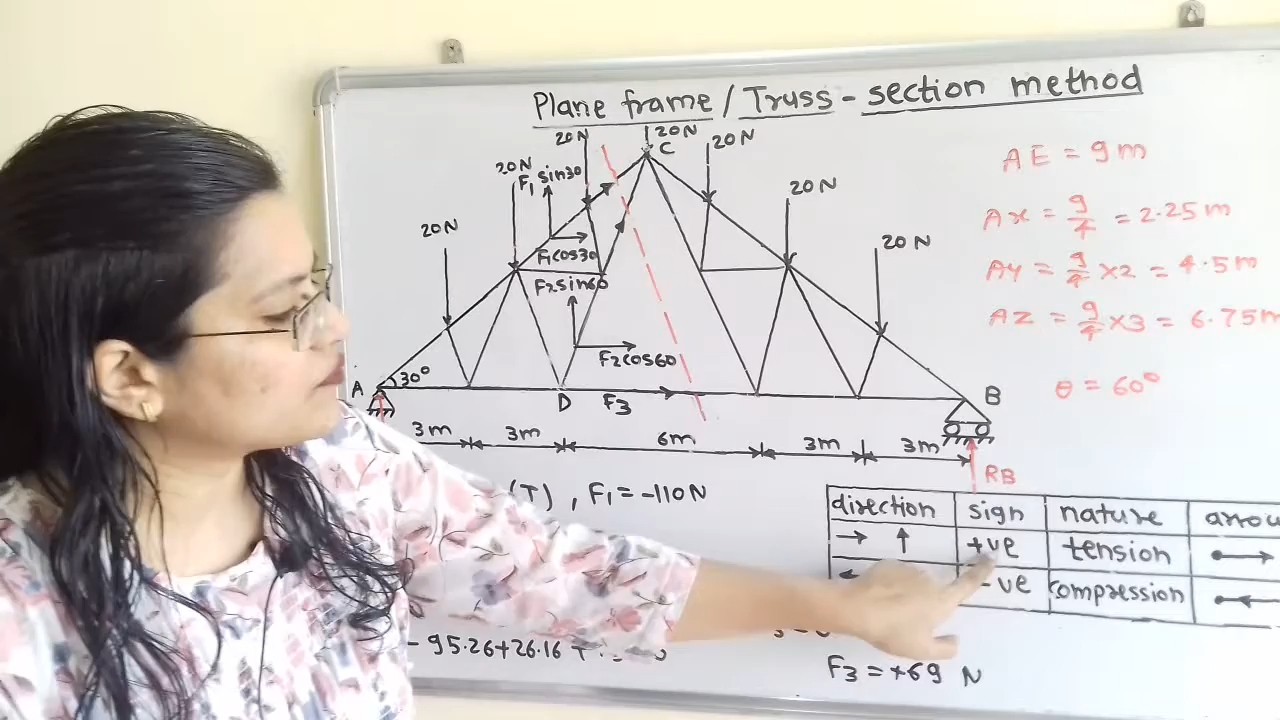 Plane frame / Truss - section method
20 N
C
20N
20N
20N
F₁ sin30
20N
20 N
20 N
F₁cos30
F₂sin60
F₂cos60
A
30°
D
F₃
B
3m
3m
6m
3m
3m
RB
AE = 9m
Ax = 9/4 = 2.25m
Ay = 9/4 x2 = 4.5m
AZ = 9/4 x3 = 6.75m
θ = 60°
(T) , F₁ = -110N
direction sign nature
→ ↑ +ve tension
-ve compression
- 95.26+26.16
F₃ = +69 N